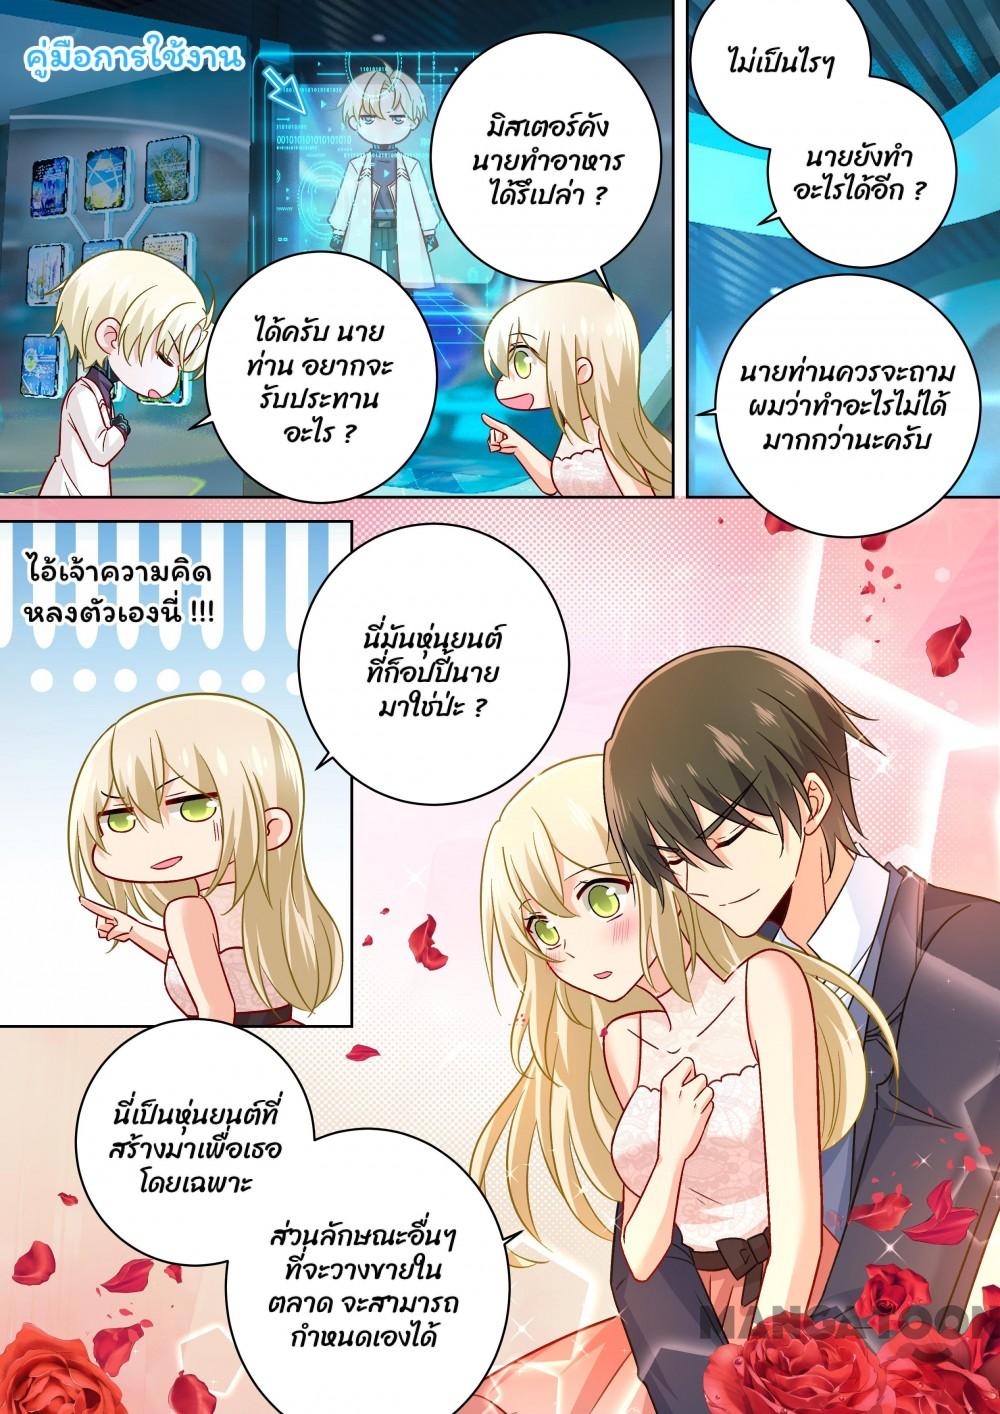 คู่มือการใช้งาน
มิสเตอร์คัง
นายทำอาหาร
ได้รึเปล่า ?
ได้ครับ นาย
ท่าน อยากจะ
รับประทาน
อะไร ?
ไม่เป็นไรๆ
นายยังทำ
อะไรได้อีก ?
นายท่านควรจะถาม
ผมว่าทำอะไรไม่ได้
มากกว่านะครับ
ไอ้เจ้าความคิด
หลงตัวเองนี่ !!!
นี่มันหุ่นยนต์
ที่ก็อปปี้นาย
มาใช่ป่ะ ?
นี่เป็นหุ่นยนต์ที่
สร้างมาเพื่อเธอ
โดยเฉพาะ
ส่วนลักษณะอื่นๆ
ที่จะวางขายใน
ตลาด จะสามารถ
กำหนดเองได้
MANGATOON